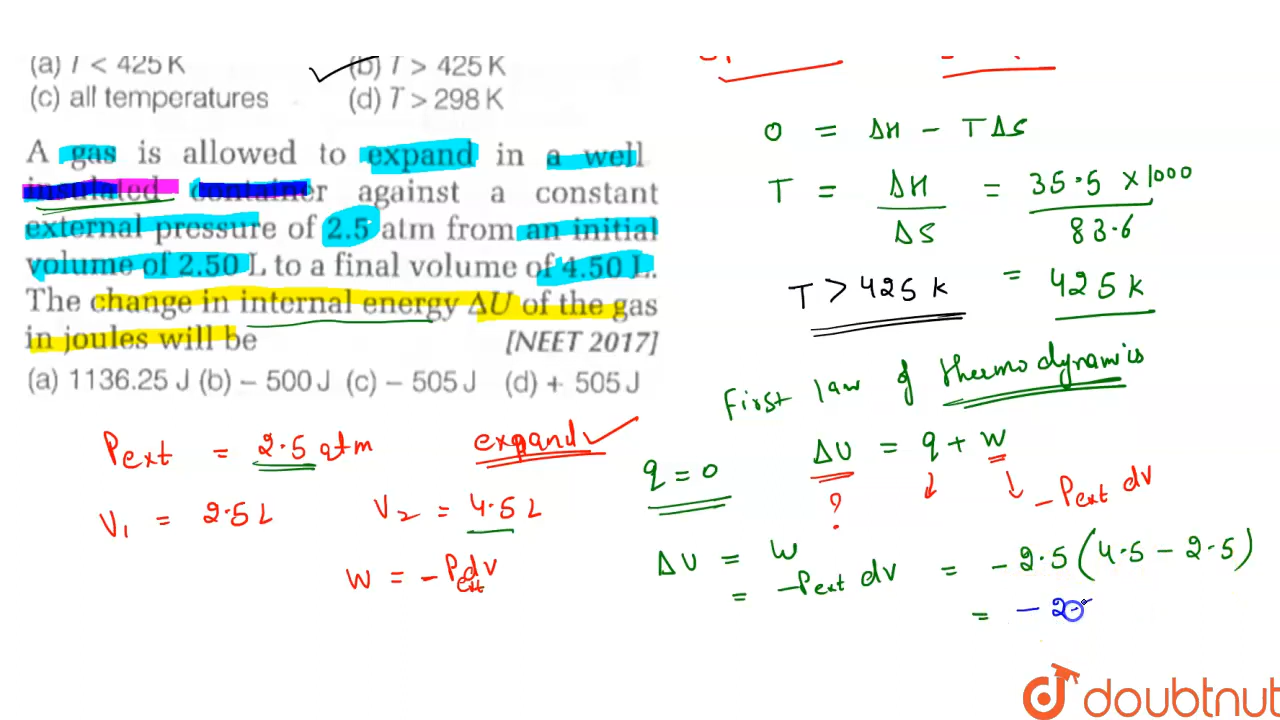 (a) T < 425 K (b) T > 425 K
(c) all temperatures (d) T > 298 K
A gas is allowed to expand in a well
insulated container against a constant
external pressure of 2.5 atm from an initial
volume of 2.50 L to a final volume of 4.50 L.
The change in internal energy ΔU of the gas
in joules will be [NEET 2017]
(a) 1136.25 J (b) – 500 J (c) – 505 J (d) + 505 J
Pext = 2.5 atm expand
V1 = 2.5 L V2 = 4.5 L
W = -Pext dv
0 = ΔH - TΔS
T = ΔH/ΔS = 35.5 × 1000/83.6
= 425 K
T > 425 K
First law of thermodynamics
ΔU = q + w
q = 0
?
-Pext dv
ΔU = W
= -Pext dv = - 2.5 (4.5 - 2.5)
= - 2
doubtnut